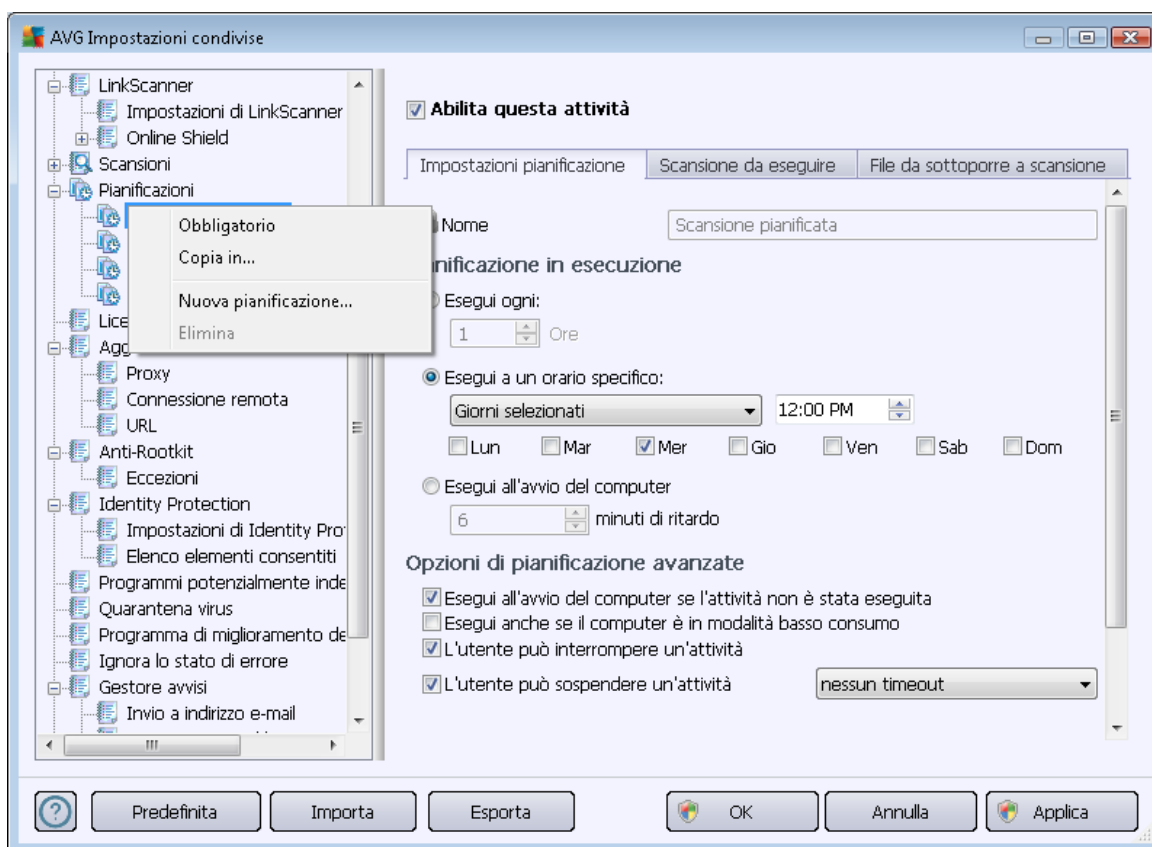 AVG Impostazioni condivise
LinkScanner
Impostazioni di LinkScanner
Online Shield
Scansioni
Pianificazioni
Obbligatorio
Copia in...
Nuova pianificazione...
Elimina
Proxy
Connessione remota
URL
Anti-Rootkit
Eccezioni
Identity Protection
Impostazioni di Identity
Elenco elementi consentiti
Programmi potenzialmente
Quarantena virus
Programma di miglioramento
Ignora lo stato di errore
Gestore avvisi
Invio a indirizzo e-mail
Abilita questa attività
Impostazioni pianificazione
Scansione da eseguire
File da sottoporre a scansione
Nome
Scansione pianificata
in esecuzione
Esegui ogni:
1 Ore
Esegui a un orario specifico:
Giorni selezionati 12:00 PM
Lun Mar Mer Gio Ven Sab Dom
Esegui all'avvio del computer
6 minuti di ritardo
Opzioni di pianificazione avanzate
Esegui all'avvio del computer se l'attività non è stata eseguita
Esegui anche se il computer è in modalità basso consumo
L'utente può interrompere un'attività
L'utente può sospendere un'attività nessun timeout
Predefinita
Importa
Esporta
OK
Annulla
Applica